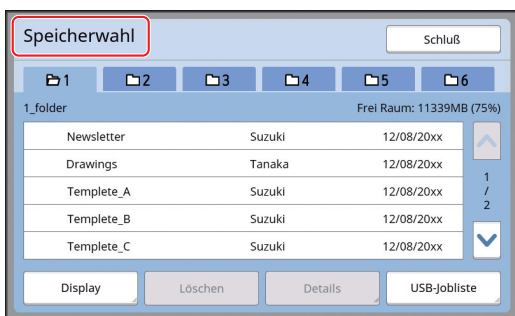 Speicherwahl Schluß
1 2 3 4 5 6
1_folder Frei Raum: 11339MB (75%)
Newsletter Suzuki 12/08/20xx
Drawings Tanaka 12/08/20xx
Templete_A Suzuki 12/08/20xx
Templete_B Suzuki 12/08/20xx
Templete_C Suzuki 12/08/20xx
1
/
2
Display Löschen Details USB-Jobliste